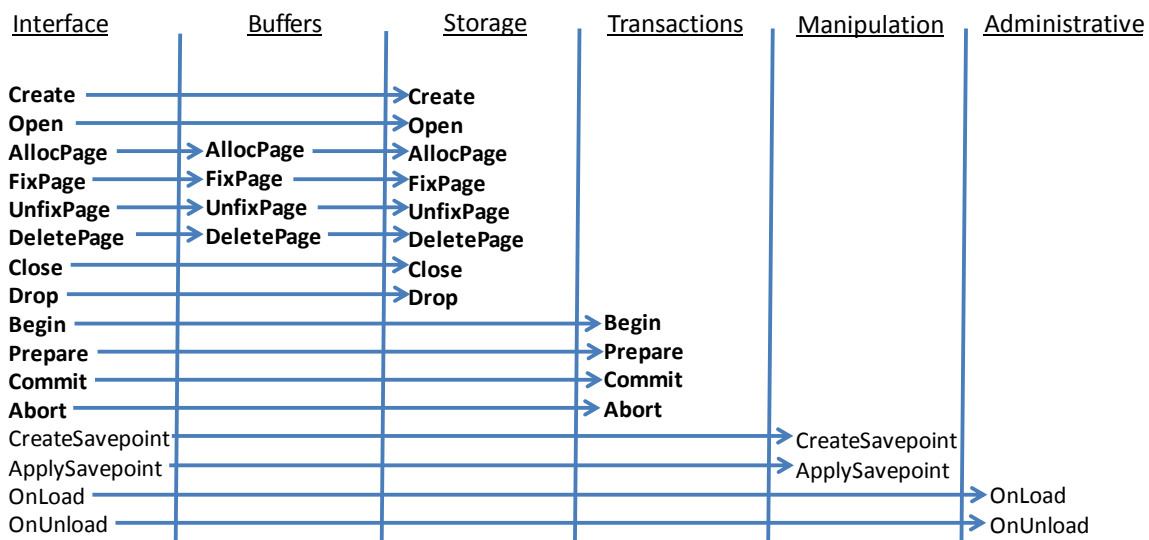 Interface Buffers Storage Transactions Manipulation Administrative
Create Create
Open Open
AllocPage AllocPage AllocPage
FixPage FixPage FixPage
UnfixPage UnfixPage UnfixPage
DeletePage DeletePage DeletePage
Close Close
Drop Drop
Begin Begin
Prepare Prepare
Commit Commit
Abort Abort
CreateSavepoint CreateSavepoint
ApplySavepoint ApplySavepoint
OnLoad OnLoad
OnUnload OnUnload